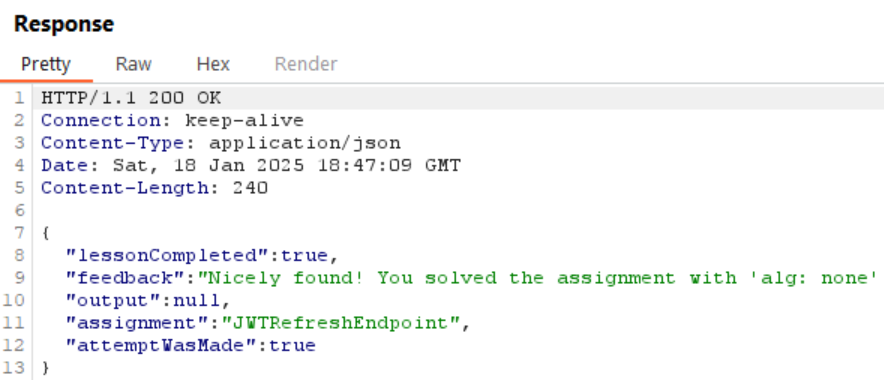 Response
Pretty Raw Hex Render
1 HTTP/1.1 200 OK
2 Connection: keep-alive
3 Content-Type: application/json
4 Date: Sat, 18 Jan 2025 18:47:09 GMT
5 Content-Length: 240
6
7 {
8 "lessonCompleted":true,
9 "feedback":"Nicely found! You solved the assignment with 'alg: none'
10 "output":null,
11 "assignment":"JWTRefreshEndpoint",
12 "attemptWasMade":true
13 }